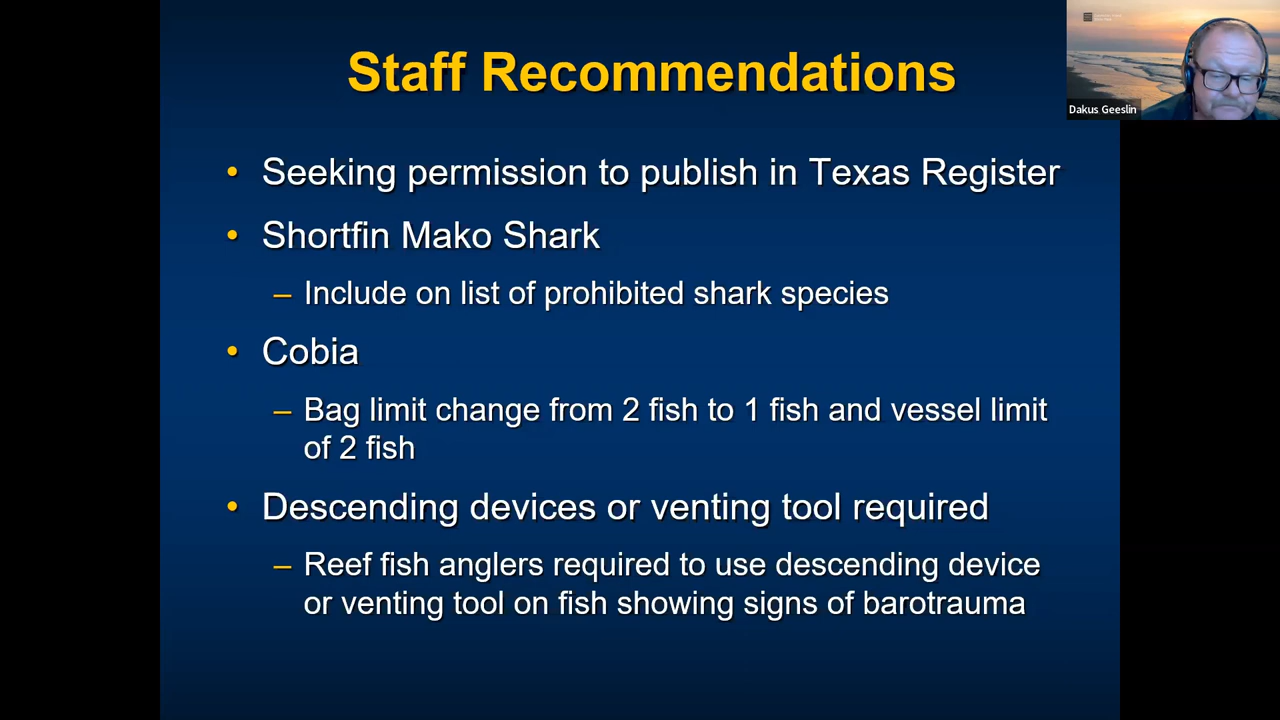 Staff Recommendations
Dakus Geeslin
• Seeking permission to publish in Texas Register
• Shortfin Mako Shark
– Include on list of prohibited shark species
• Cobia
– Bag limit change from 2 fish to 1 fish and vessel limit
of 2 fish
• Descending devices or venting tool required
– Reef fish anglers required to use descending device
or venting tool on fish showing signs of barotrauma